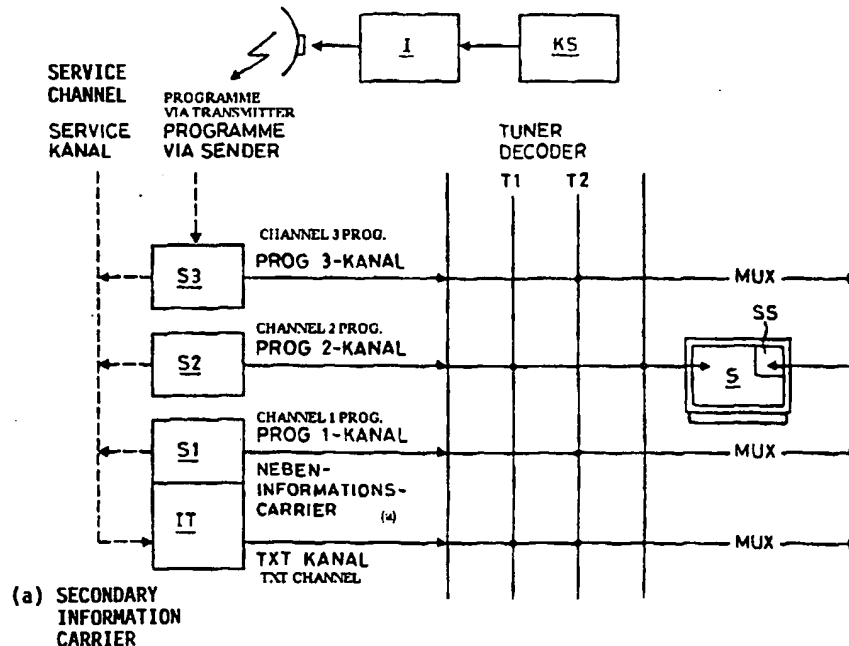 I
KS
SERVICE
CHANNEL
SERVICE
KANAL
PROGRAMME
VIA TRANSMITTER
PROGRAMME
VIA SENDER
TUNER
DECODER
T1
T2
S3
CHANNEL 3 PROG.
PROG 3-KANAL
MUX
S2
CHANNEL 2 PROG.
PROG 2-KANAL
SS
S
S1
CHANNEL 1 PROG.
PROG 1-KANAL
MUX
NEBEN-
INFORMATIONS-
CARRIER (a)
IT
TXT KANAL
TXT CHANNEL
MUX
(a) SECONDARY
INFORMATION
CARRIER